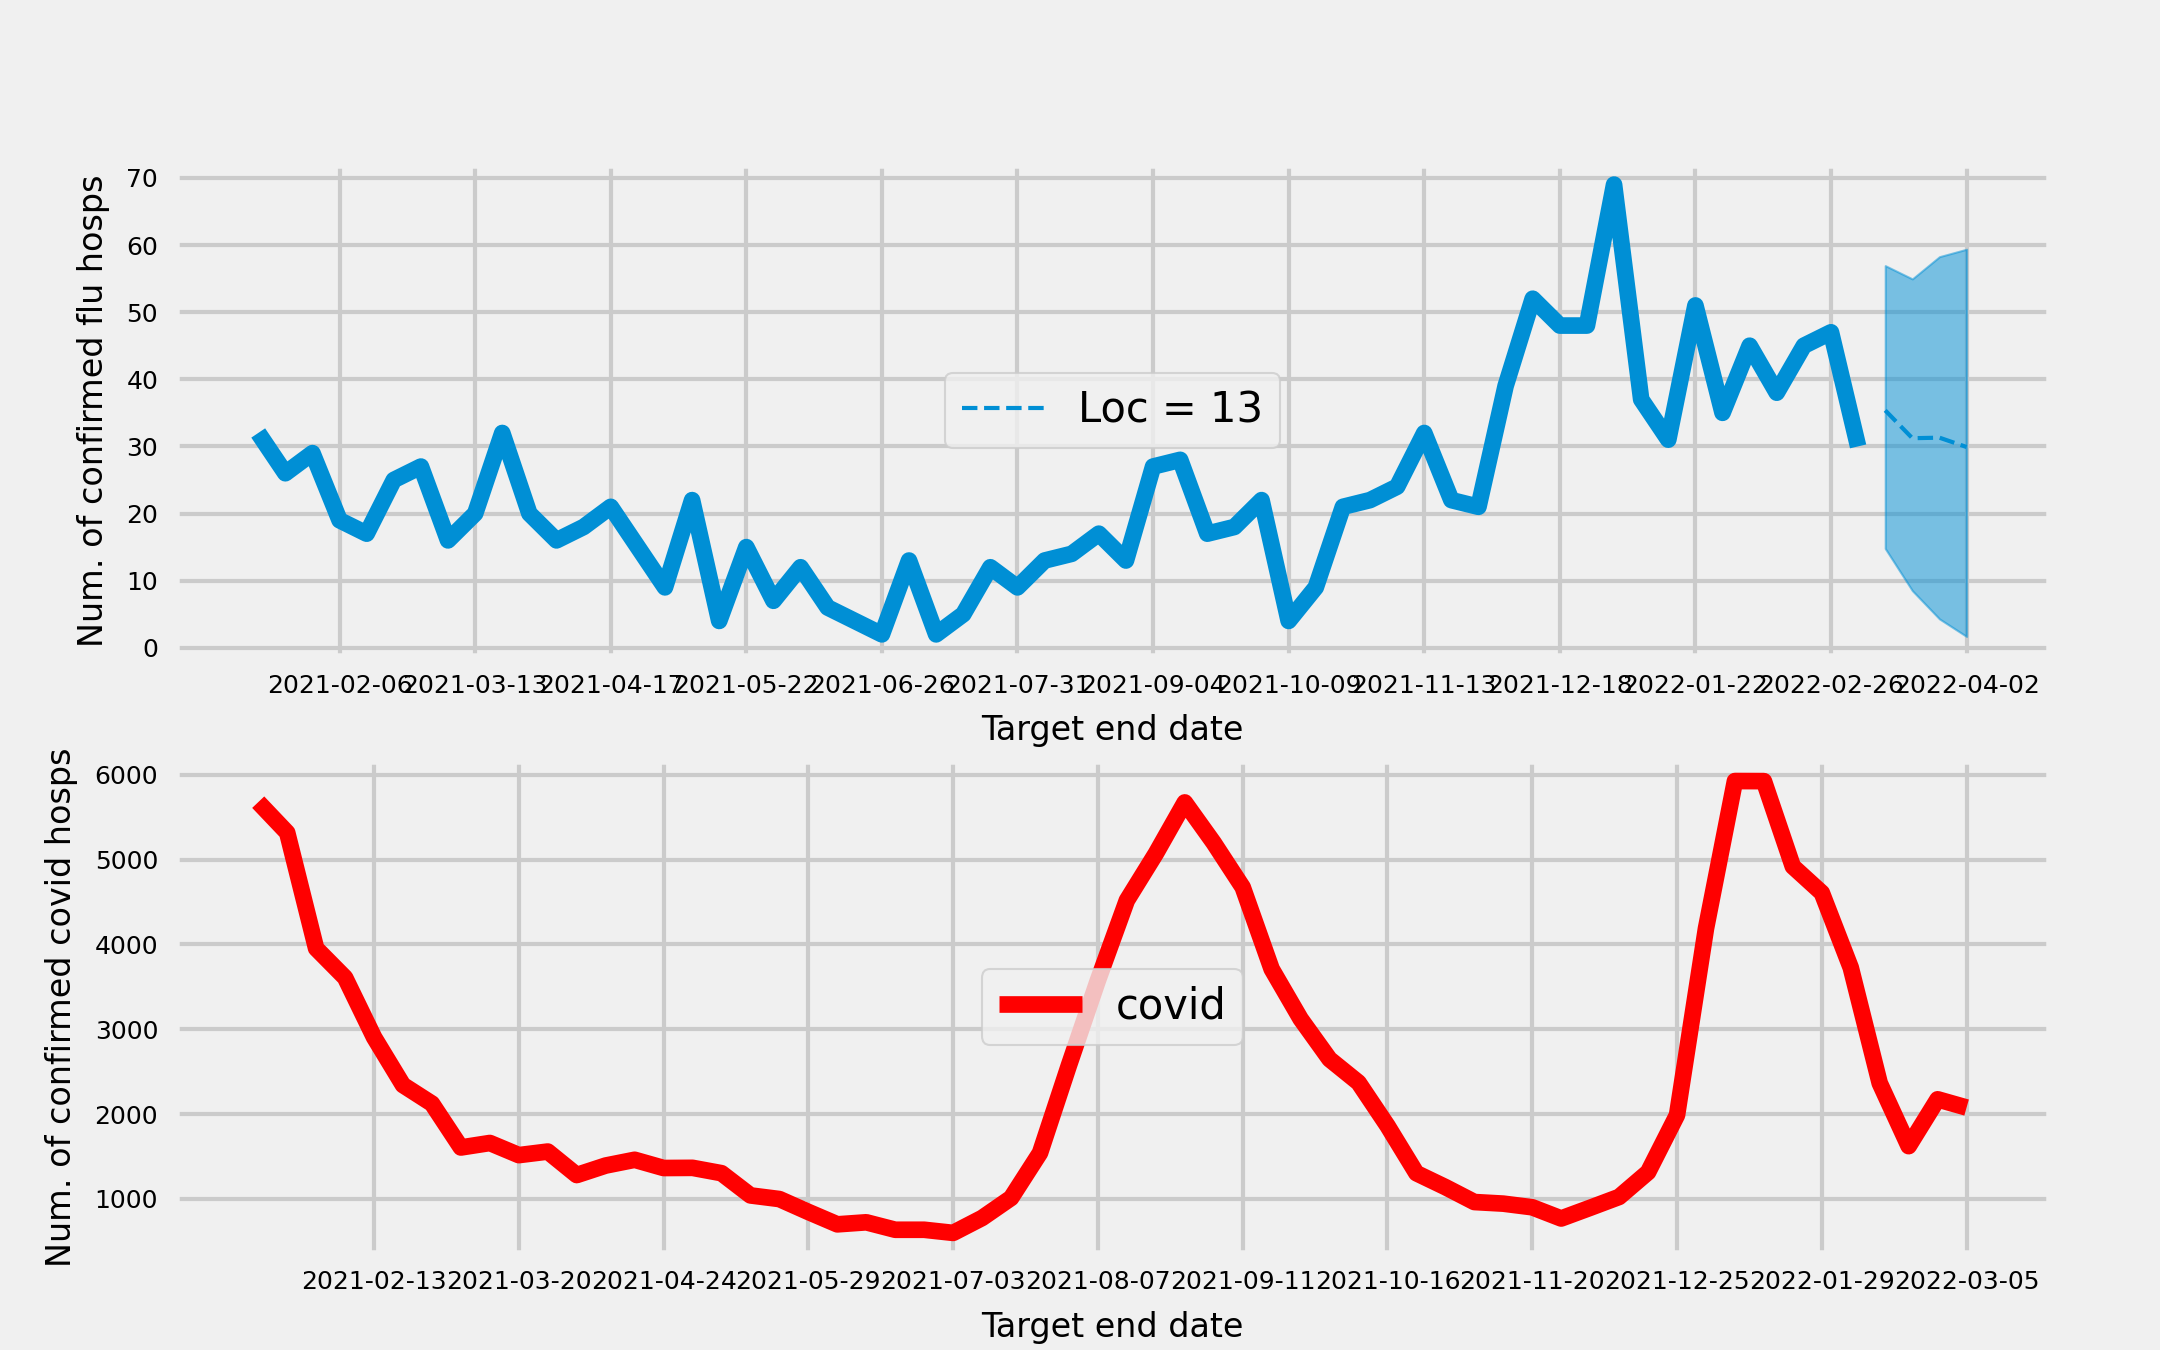 Num. of confirmed flu hosps
70
60
50
40
30
20
10
0
Loc = 13
2021-02-06 2021-03-13 2021-04-17 2021-05-22 2021-06-26 2021-07-31 2021-09-04 2021-10-09 2021-11-13 2021-12-18 2022-01-22 2022-02-26 2022-04-02
Target end date
Num. of confirmed covid hosps
6000
5000
4000
3000
2000
1000
covid
2021-02-13 2021-03-20 2021-04-24 2021-05-29 2021-07-03 2021-08-07 2021-09-11 2021-10-16 2021-11-20 2021-12-25 2022-01-29 2022-03-05
Target end date